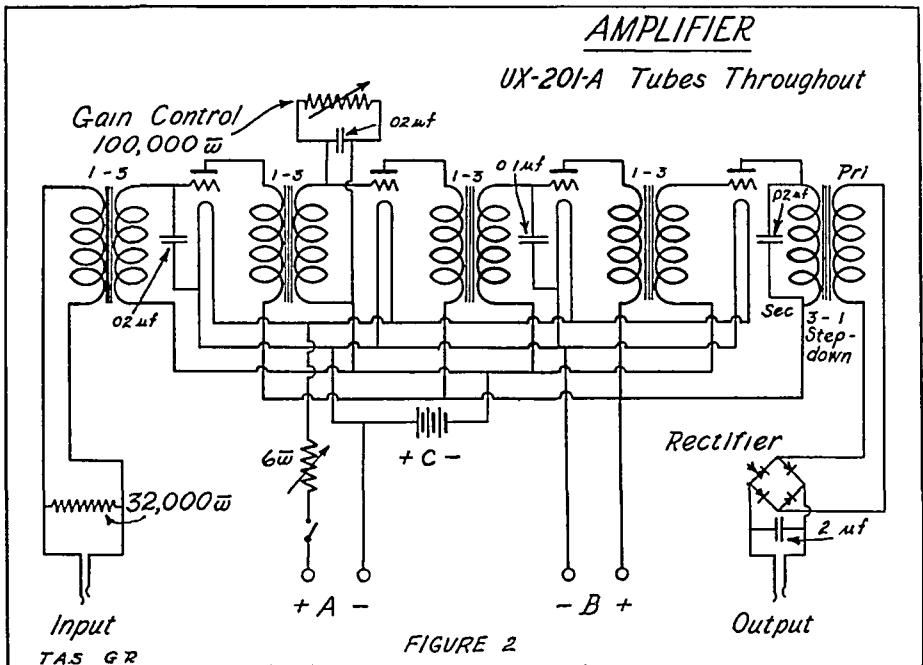 AMPLIFIER
UX-201-A Tubes Throughout
Gain Control
100,000 ω̅
.02 µf
1-5
1-3
1-3
0.1 µf
1-3
Pri
.02 µf
.02 µf
Sec
3-1
Step-
down
+ C -
Rectifier
6 ω̅
32,000 ω̅
2 µf
+ A -
- B +
Input
Output
TAS GR
FIGURE 2